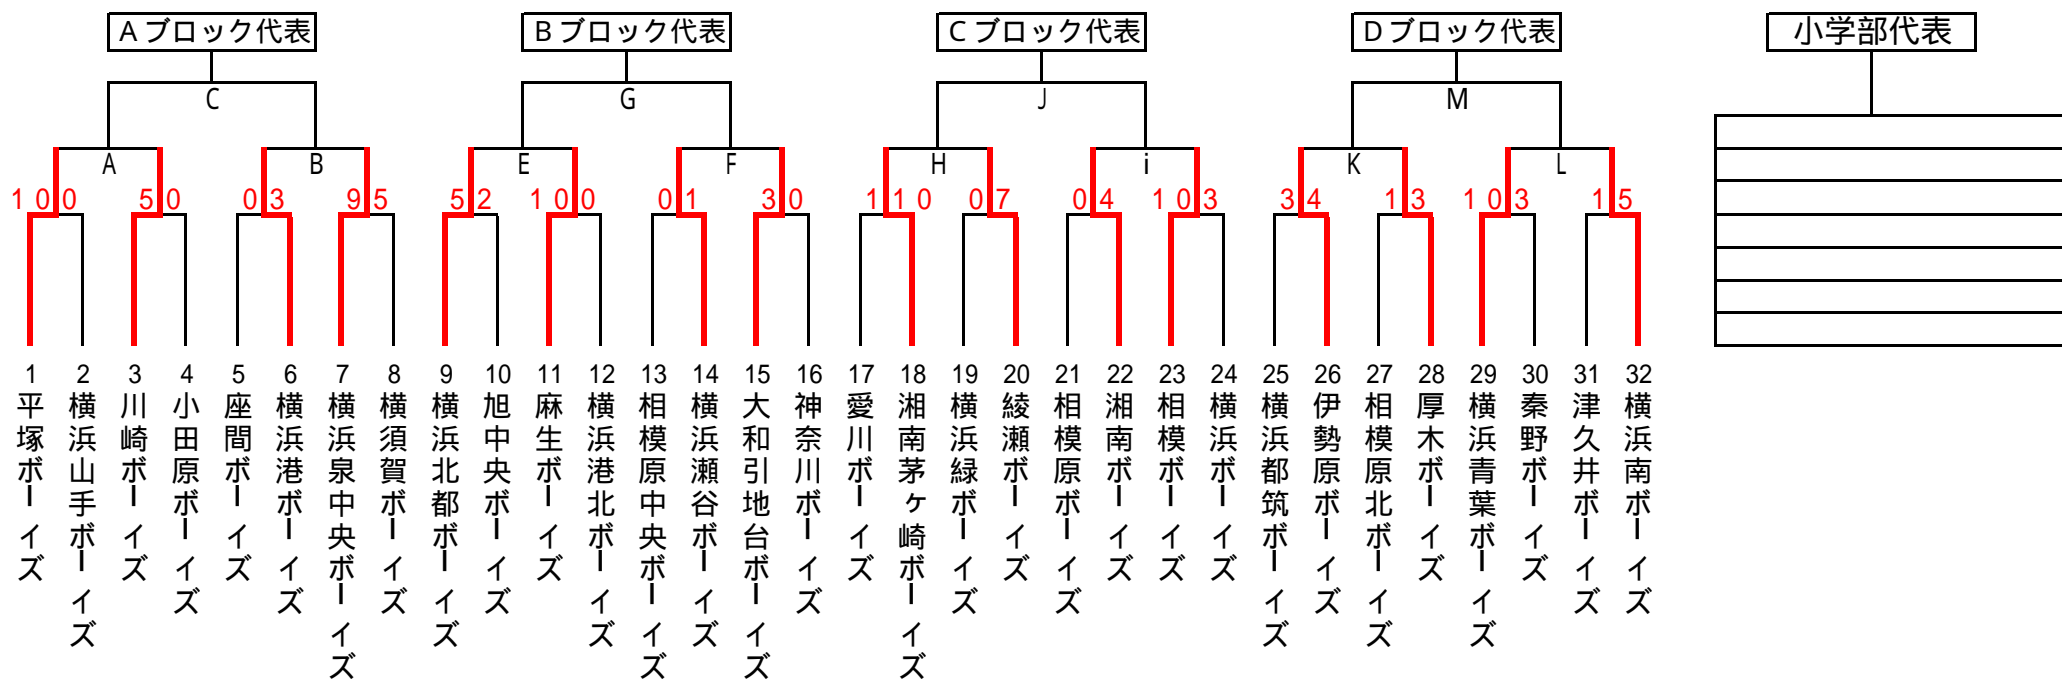 Aブロック代表 Bブロック代表 Cブロック代表 Dブロック代表 小学部代表
C G J M
A B E F H i K L
10 0 5 0 0 3 9 5 5 2 10 0 0 1 3 0 1 10 0 7 0 4 10 3 3 4 1 3 10 3 1 5
1 2 3 4 5 6 7 8 9 10 11 12 13 14 15 16 17 18 19 20 21 22 23 24 25 26 27 28 29 30 31 32
平塚ボーイズ
横浜山手ボーイズ
川崎ボーイズ
小田原ボーイズ
座間ボーイズ
横浜港ボーイズ
横浜泉中央ボーイズ
横須賀ボーイズ
横浜北都ボーイズ
旭中央ボーイズ
麻生ボーイズ
横浜港北ボーイズ
相模原中央ボーイズ
横浜瀬谷ボーイズ
大和引地台ボーイズ
神奈川ボーイズ
愛川ボーイズ
湘南茅ヶ崎ボーイズ
横浜緑ボーイズ
綾瀬ボーイズ
相模原ボーイズ
湘南ボーイズ
相模ボーイズ
横浜ボーイズ
横浜都筑ボーイズ
伊勢原ボーイズ
相模原北ボーイズ
厚木ボーイズ
横浜青葉ボーイズ
秦野ボーイズ
津久井ボーイズ
横浜南ボーイズ